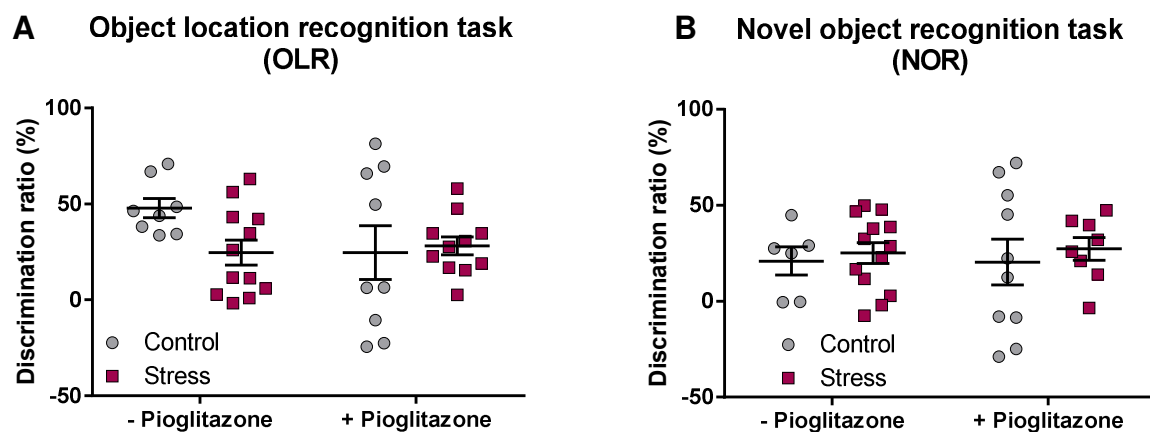 A
Object location recognition task
(OLR)
Discrimination ratio (%)
100
50
0
-50
Control
Stress
- Pioglitazone
+ Pioglitazone
B
Novel object recognition task
(NOR)
Discrimination ratio (%)
100
50
0
-50
Control
Stress
- Pioglitazone
+ Pioglitazone